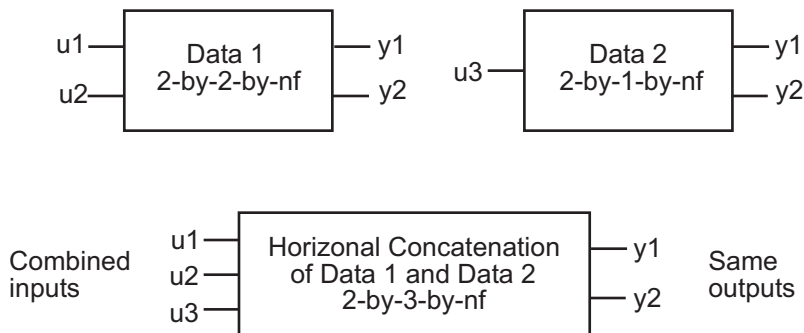 u1
u2
Data 1
2-by-2-by-nf
y1
y2
u3
Data 2
2-by-1-by-nf
y1
y2
Combined
inputs
u1
u2
u3
Horizonal Concatenation
of Data 1 and Data 2
2-by-3-by-nf
y1
y2
Same
outputs